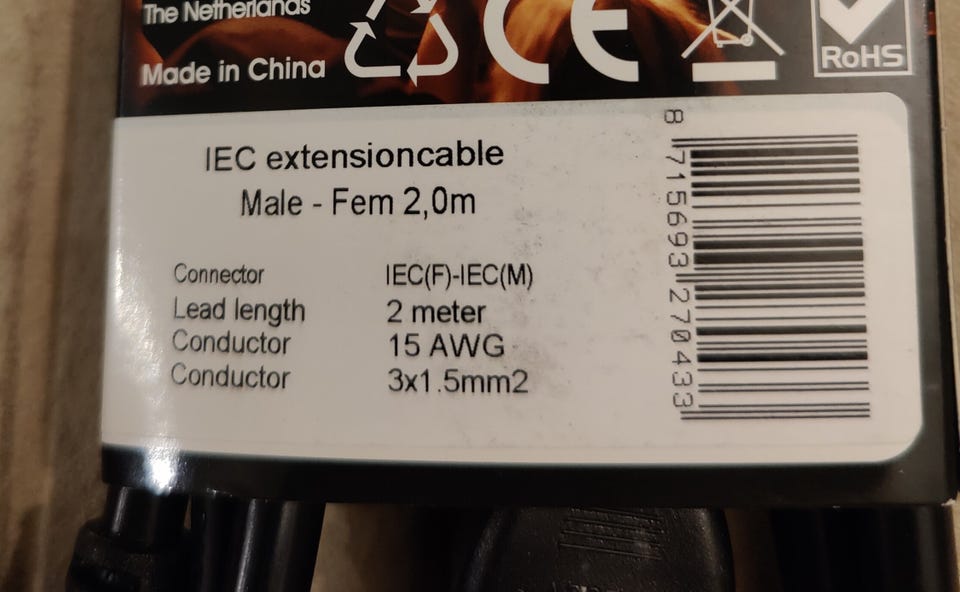 The Netherlands
Made in China
CE
RoHS
IEC extensioncable
Male - Fem 2,0m
Connector IEC(F)-IEC(M)
Lead length 2 meter
Conductor 15 AWG
Conductor 3x1.5mm2
8 715693 270433